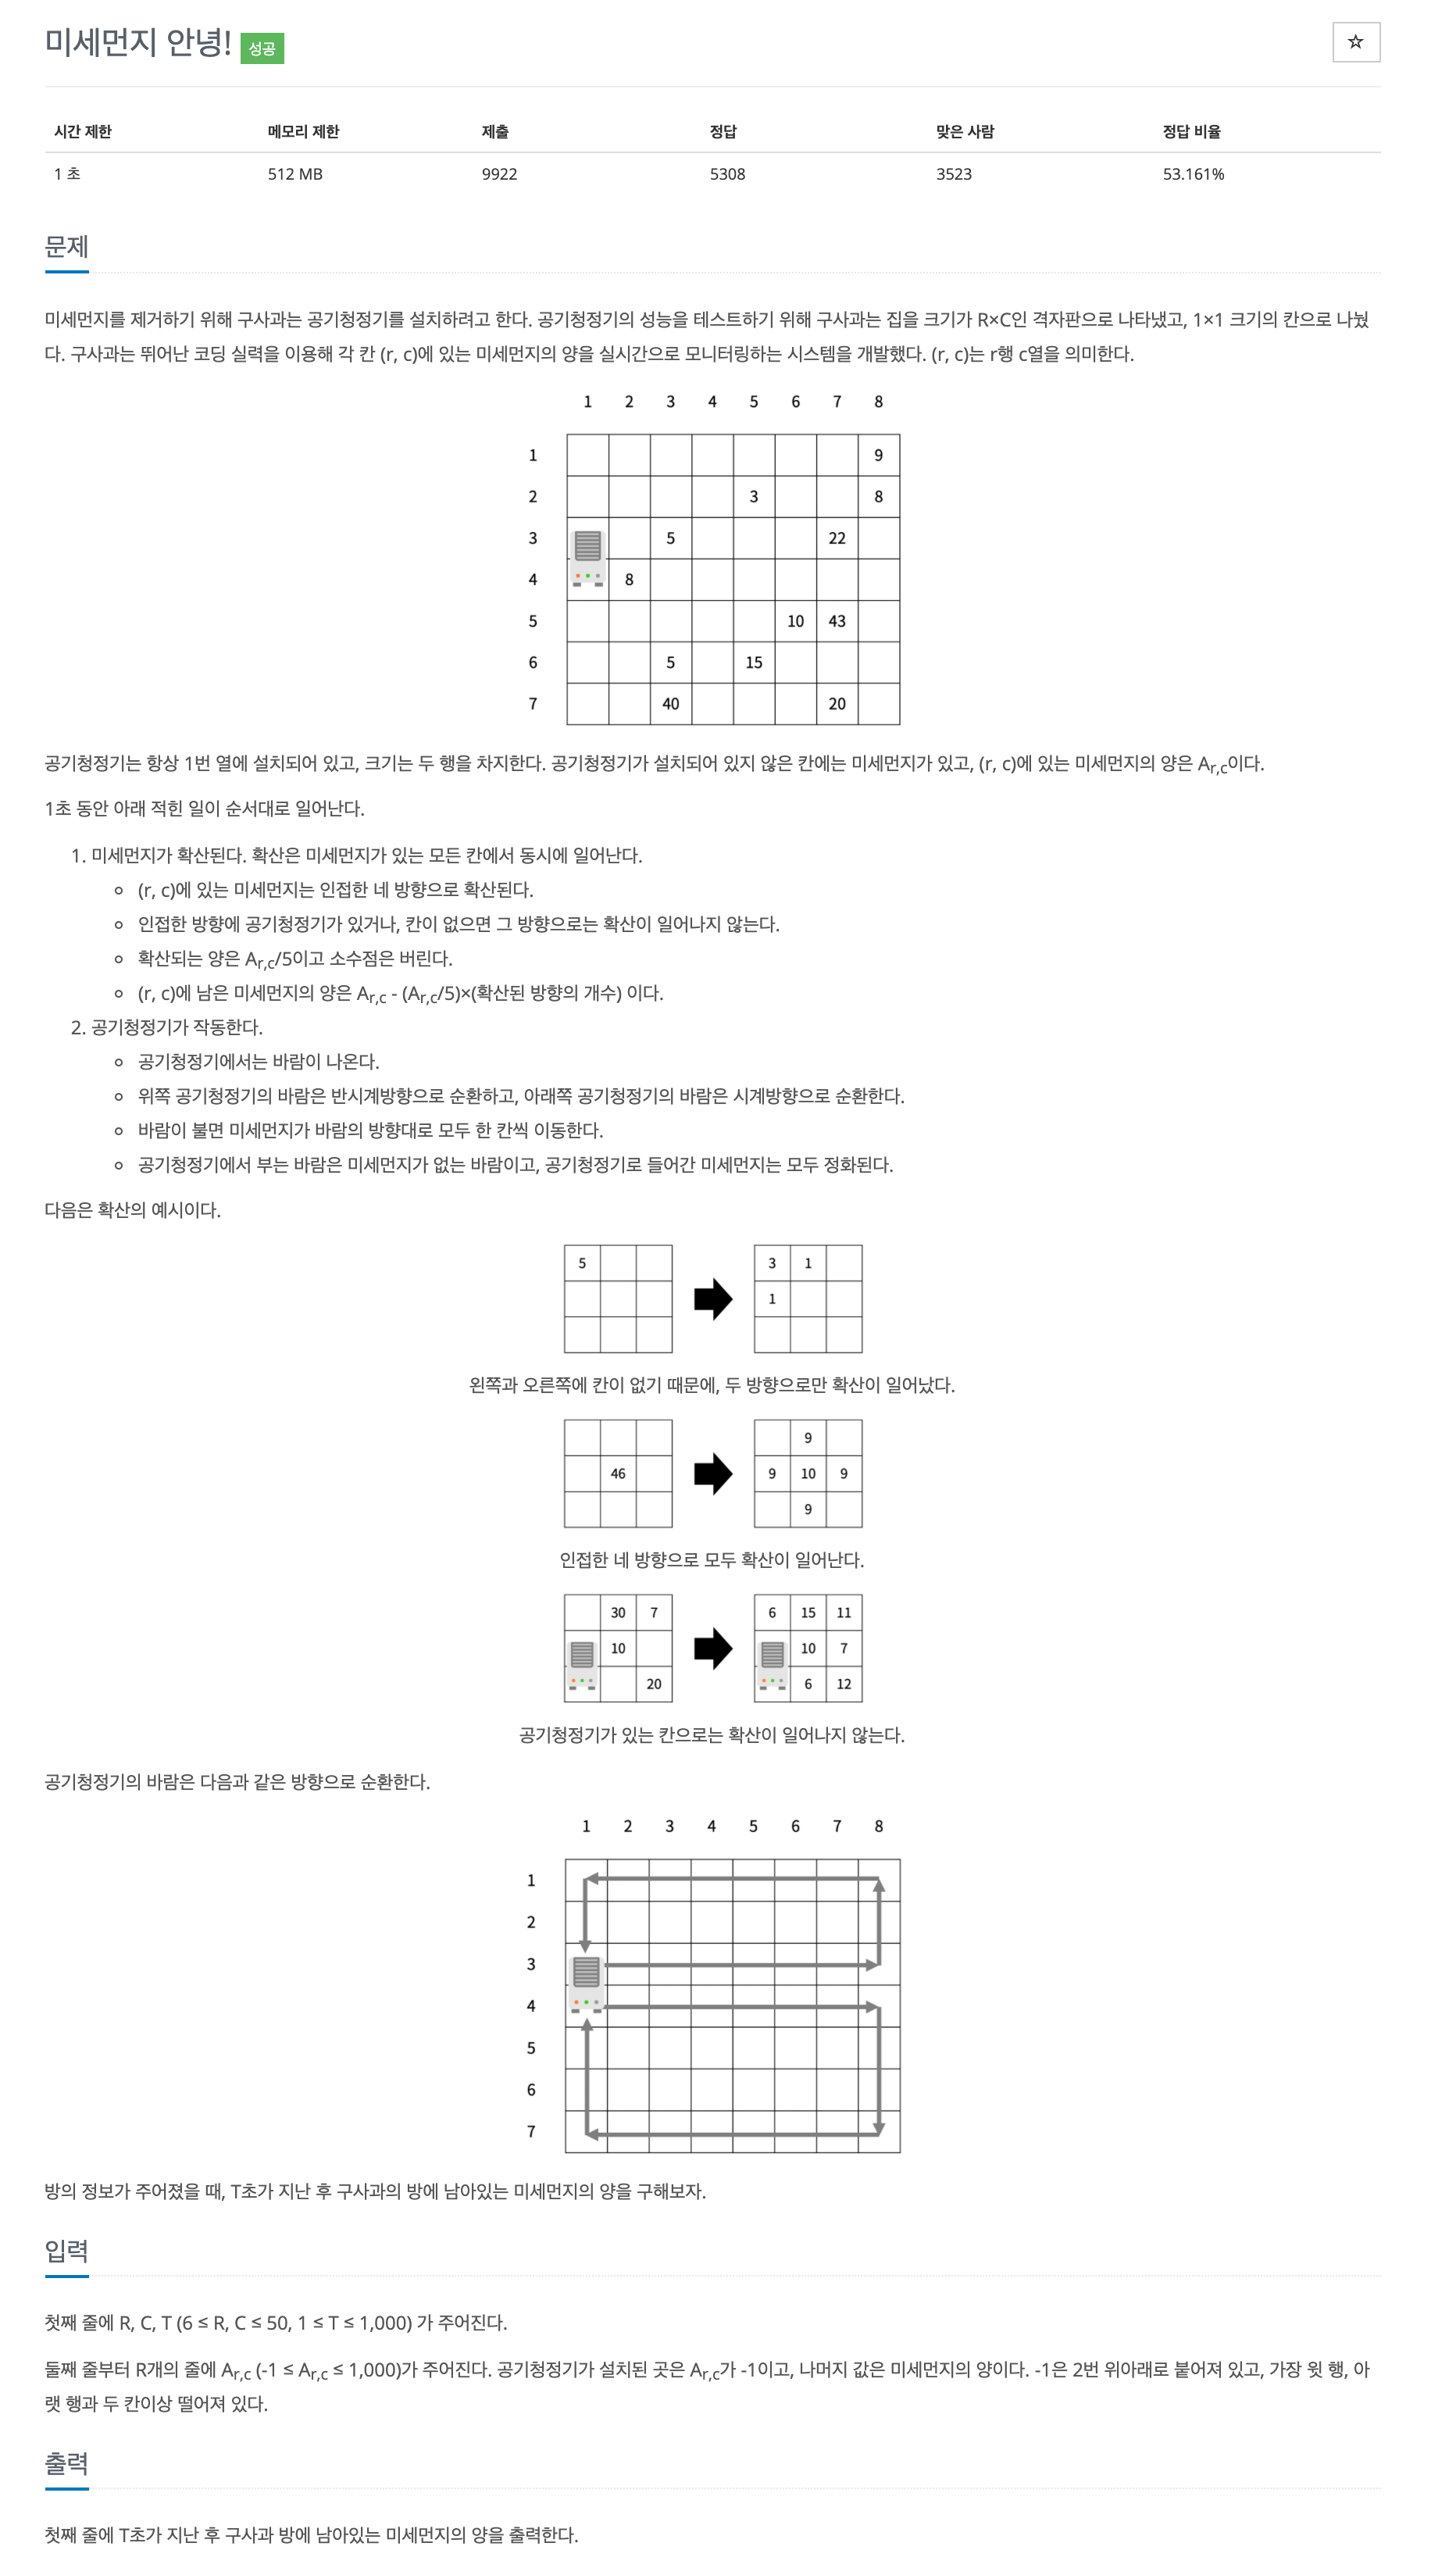 미세먼지 안녕! 성공
☆
시간 제한 메모리 제한 제출 정답 맞은 사람 정답 비율
1 초 512 MB 9922 5308 3523 53.161%
문제
미세먼지를 제거하기 위해 구사과는 공기청정기를 설치하려고 한다. 공기청정기의 성능을 테스트하기 위해 구사과는 집을 크기가 R×C인 격자판으로 나타냈고, 1×1 크기의 칸으로 나눴
다. 구사과는 뛰어난 코딩 실력을 이용해 각 칸 (r, c)에 있는 미세먼지의 양을 실시간으로 모니터링하는 시스템을 개발했다. (r, c)는 r행 c열을 의미한다.
1 2 3 4 5 6 7 8
1 9
2 3 8
3 5 22
4 8
5 10 43
6 5 15
7 40 20
공기청정기는 항상 1번 열에 설치되어 있고, 크기는 두 행을 차지한다. 공기청정기가 설치되어 있지 않은 칸에는 미세먼지가 있고, (r, c)에 있는 미세먼지의 양은 Ar,c이다.
1초 동안 아래 적힌 일이 순서대로 일어난다.
1. 미세먼지가 확산된다. 확산은 미세먼지가 있는 모든 칸에서 동시에 일어난다.
(r, c)에 있는 미세먼지는 인접한 네 방향으로 확산된다.
인접한 방향에 공기청정기가 있거나, 칸이 없으면 그 방향으로는 확산이 일어나지 않는다.
확산되는 양은 Ar,c/5이고 소수점은 버린다.
(r, c)에 남은 미세먼지의 양은 Ar,c - (Ar,c/5)×(확산된 방향의 개수) 이다.
2. 공기청정기가 작동한다.
공기청정기에서는 바람이 나온다.
위쪽 공기청정기의 바람은 반시계방향으로 순환하고, 아래쪽 공기청정기의 바람은 시계방향으로 순환한다.
바람이 불면 미세먼지가 바람의 방향대로 모두 한 칸씩 이동한다.
공기청정기에서 부는 바람은 미세먼지가 없는 바람이고, 공기청정기로 들어간 미세먼지는 모두 정화된다.
다음은 확산의 예시이다.
5 3 1
1
왼쪽과 오른쪽에 칸이 없기 때문에, 두 방향으로만 확산이 일어났다.
9
46 9 10 9
9
인접한 네 방향으로 모두 확산이 일어난다.
30 7 6 15 11
10 10 7
20 6 12
공기청정기가 있는 칸으로는 확산이 일어나지 않는다.
공기청정기의 바람은 다음과 같은 방향으로 순환한다.
1 2 3 4 5 6 7 8
1
2
3
4
5
6
7
방의 정보가 주어졌을 때, T초가 지난 후 구사과의 방에 남아있는 미세먼지의 양을 구해보자.
입력
첫째 줄에 R, C, T (6 ≤ R, C ≤ 50, 1 ≤ T ≤ 1,000) 가 주어진다.
둘째 줄부터 R개의 줄에 Ar,c (-1 ≤ Ar,c ≤ 1,000)가 주어진다. 공기청정기가 설치된 곳은 Ar,c가 -1이고, 나머지 값은 미세먼지의 양이다. -1은 2번 위아래로 붙어져 있고, 가장 윗 행, 아
랫 행과 두 칸이상 떨어져 있다.
출력
첫째 줄에 T초가 지난 후 구사과 방에 남아있는 미세먼지의 양을 출력한다.